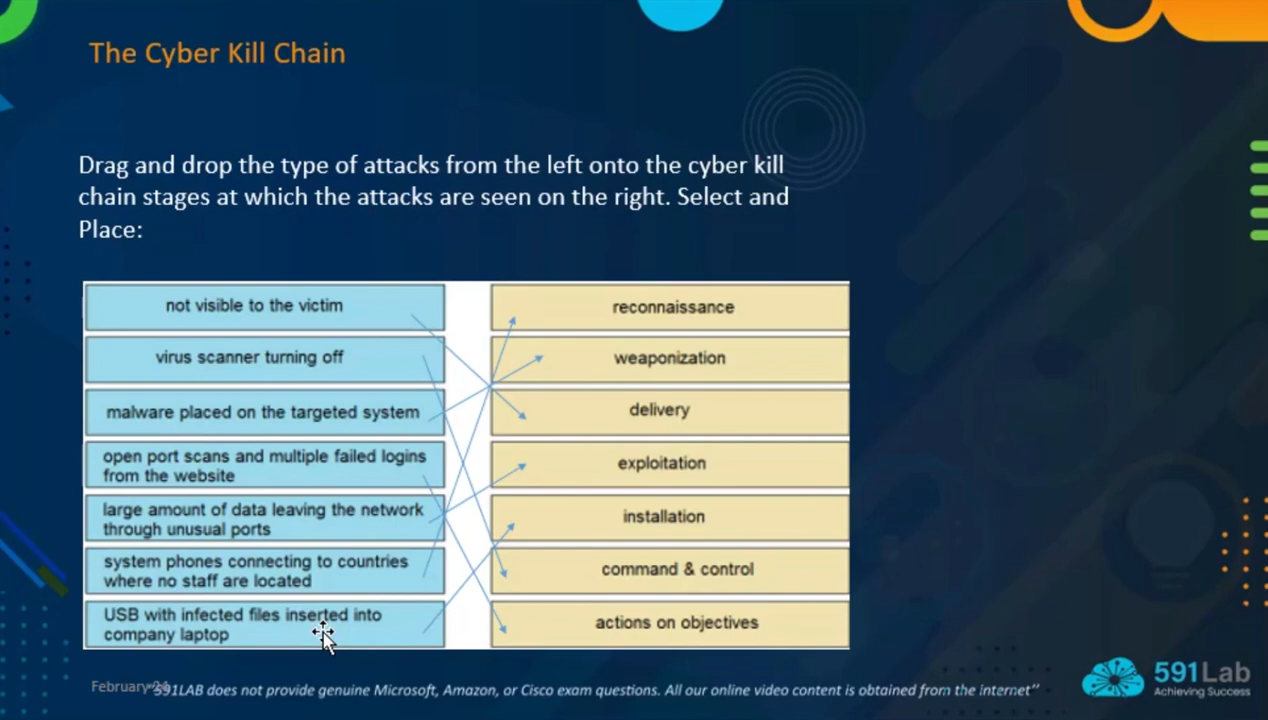 The Cyber Kill Chain
Drag and drop the type of attacks from the left onto the cyber kill
chain stages at which the attacks are seen on the right. Select and
Place:
not visible to the victim
reconnaissance
virus scanner turning off
weaponization
malware placed on the targeted system
delivery
open port scans and multiple failed logins
from the website
exploitation
large amount of data leaving the network
through unusual ports
installation
system phones connecting to countries
where no staff are located
command & control
USB with infected files inserted into
company laptop
actions on objectives
February
"591LAB does not provide genuine Microsoft, Amazon, or Cisco exam questions. All our online video content is obtained from the internet"
591Lab
Achieving Success